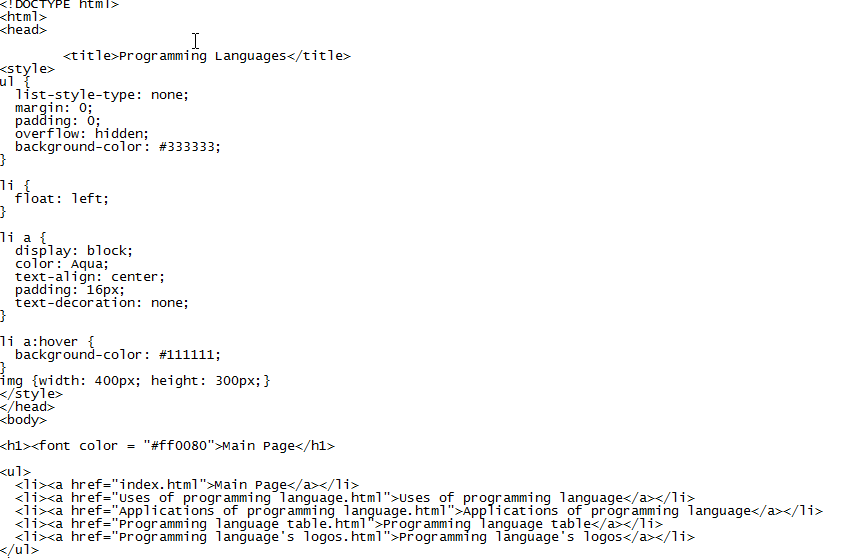 <!DOCTYPE html>
<html>
<head>
<title>Programming Languages</title>
<style>
ul {
list-style-type: none;
margin: 0;
padding: 0;
overflow: hidden;
background-color: #333333;
}
li {
float: left;
}
li a {
display: block;
color: Aqua;
text-align: center;
padding: 16px;
text-decoration: none;
}
li a:hover {
background-color: #111111;
}
img {width: 400px; height: 300px;}
</style>
</head>
<body>
<h1><font color = "#ff0080">Main Page</h1>
<ul>
<li><a href="index.html">Main Page</a></li>
<li><a href="Uses of programming language.html">Uses of programming language</a></li>
<li><a href="Applications of programming language.html">Applications of programming language</a></li>
<li><a href="Programming language table.html">Programming language table</a></li>
<li><a href="Programming language's logos.html">Programming language's logos</a></li>
</ul>